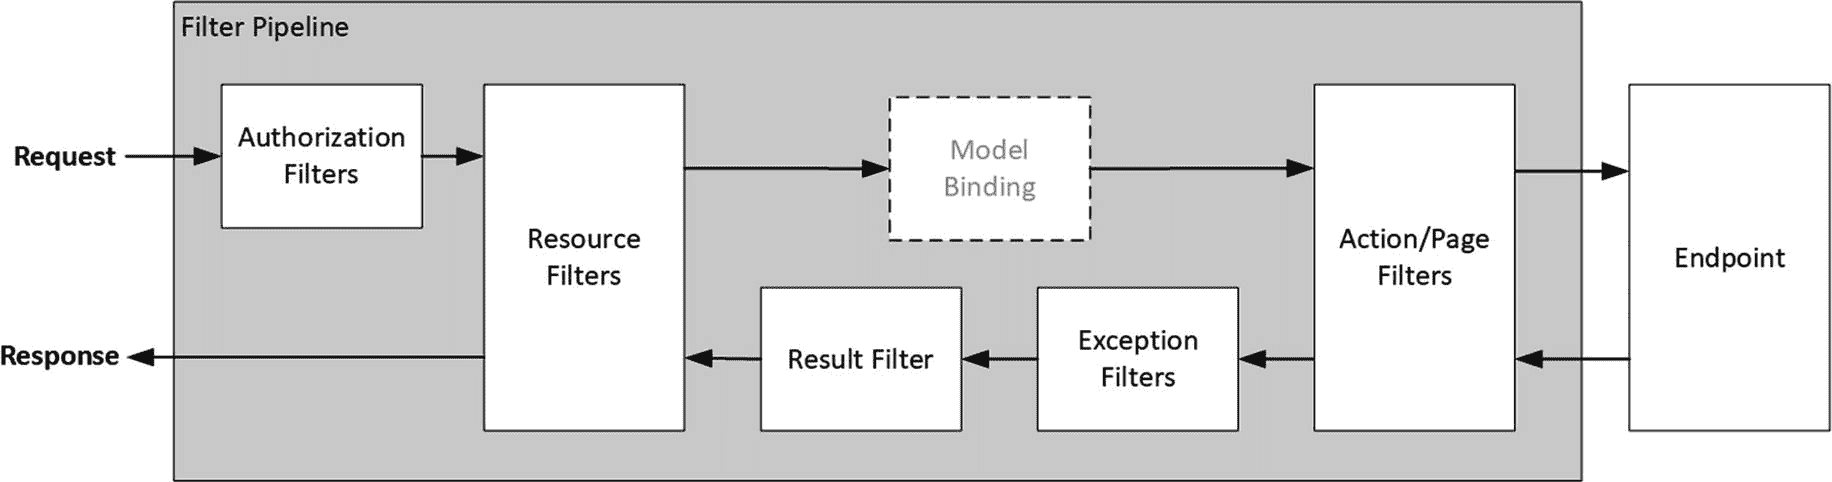 Filter Pipeline
Request
Authorization
Filters
Resource
Filters
Model
Binding
Action/Page
Filters
Endpoint
Exception
Filters
Result Filter
Response